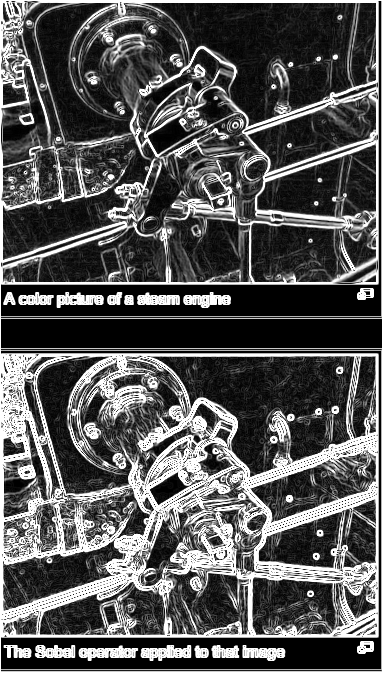 A color picture of a steam engine
The Sobel operator applied to that image